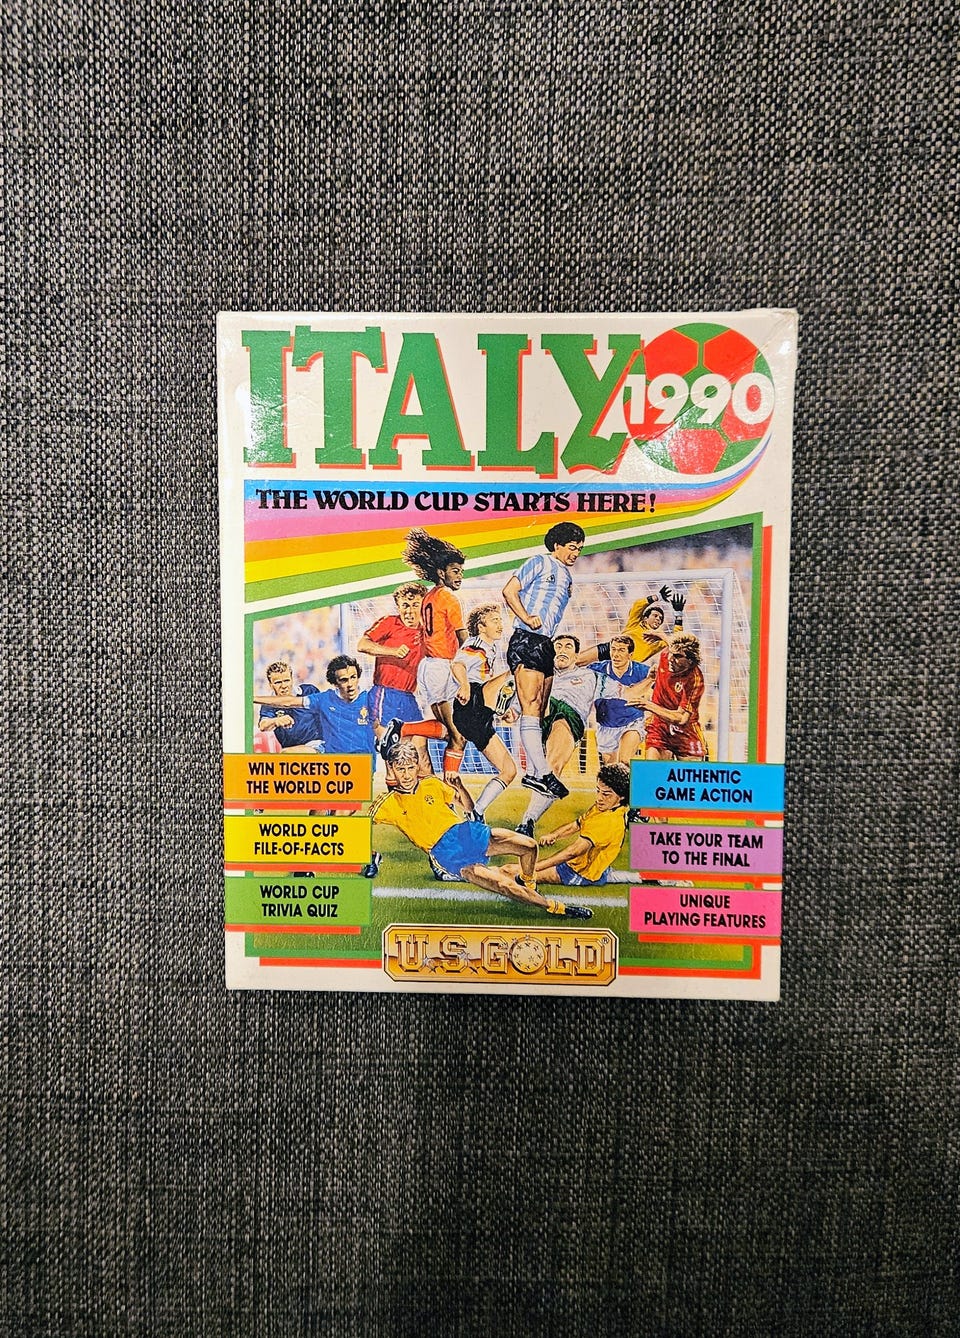 ITALY 1990
THE WORLD CUP STARTS HERE!
10
WIN TICKETS TO
THE WORLD CUP
WORLD CUP
FILE-OF-FACTS
WORLD CUP
TRIVIA QUIZ
AUTHENTIC
GAME ACTION
TAKE YOUR TEAM
TO THE FINAL
UNIQUE
PLAYING FEATURES
U.S. GOLD®